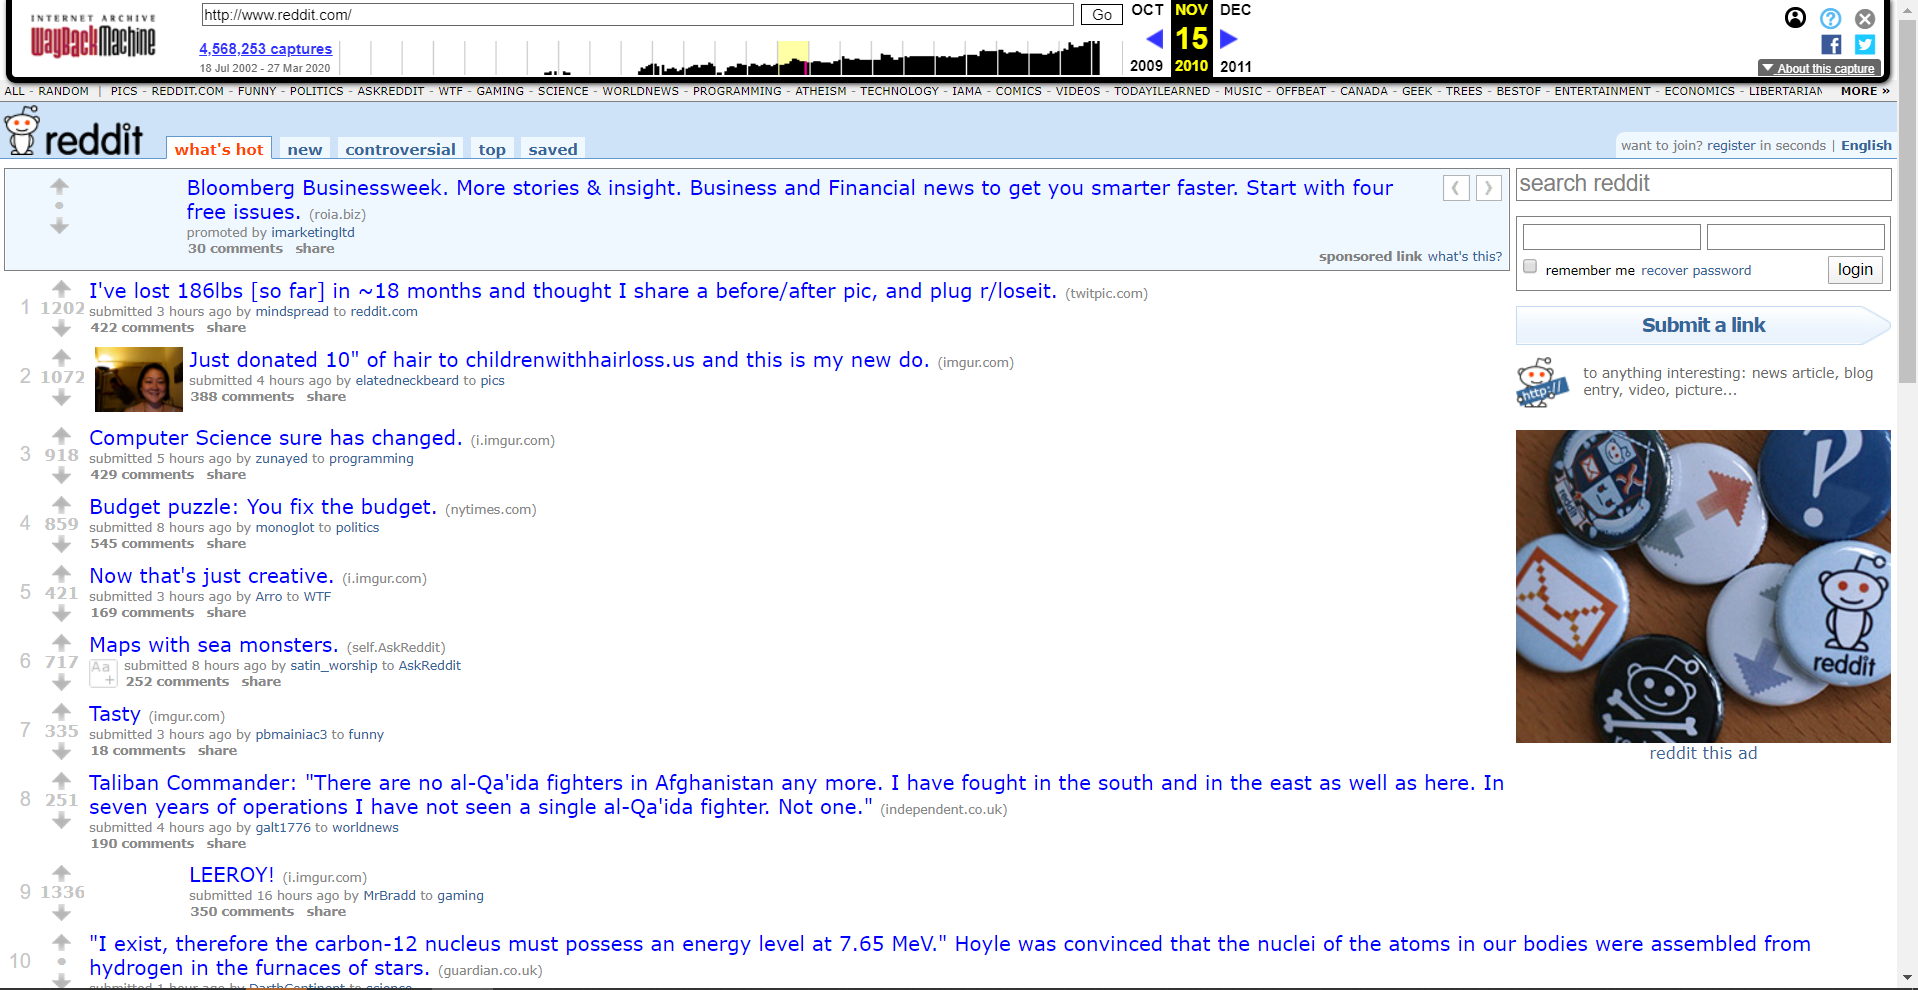 INTERNET ARCHIVE
WayBackMachine
http://www.reddit.com/
Go
4,568,253 captures
18 Jul 2002 - 27 Mar 2020
OCT NOV DEC
15
2009 2010 2011
About this capture
ALL - RANDOM | PICS - REDDIT.COM - FUNNY - POLITICS - ASKREDDIT - WTF - GAMING - SCIENCE - WORLDNEWS - PROGRAMMING - ATHEISM - TECHNOLOGY - IAMA - COMICS - VIDEOS - TODAYILEARNED - MUSIC - OFFBEAT - CANADA - GEEK - TREES - BESTOF - ENTERTAINMENT - ECONOMICS - LIBERTARIAN MORE »
reddit
what's hot new controversial top saved
want to join? register in seconds | English
Bloomberg Businessweek. More stories & insight. Business and Financial news to get you smarter faster. Start with four
free issues. (roia.biz)
promoted by imarketingltd
30 comments share
sponsored link what's this?
1 1202 I've lost 186lbs [so far] in ~18 months and thought I share a before/after pic, and plug r/loseit. (twitpic.com)
submitted 3 hours ago by mindspread to reddit.com
422 comments share
2 1072 Just donated 10" of hair to childrenwithhairloss.us and this is my new do. (imgur.com)
submitted 4 hours ago by elatedneckbeard to pics
388 comments share
3 918 Computer Science sure has changed. (i.imgur.com)
submitted 5 hours ago by zunayed to programming
429 comments share
4 859 Budget puzzle: You fix the budget. (nytimes.com)
submitted 8 hours ago by monoglot to politics
545 comments share
5 421 Now that's just creative. (i.imgur.com)
submitted 3 hours ago by Arro to WTF
169 comments share
6 717 Maps with sea monsters. (self.AskReddit)
Aa+ submitted 8 hours ago by satin_worship to AskReddit
252 comments share
7 335 Tasty (imgur.com)
submitted 3 hours ago by pbmainiac3 to funny
18 comments share
8 251 Taliban Commander: "There are no al-Qa'ida fighters in Afghanistan any more. I have fought in the south and in the east as well as here. In
seven years of operations I have not seen a single al-Qa'ida fighter. Not one." (independent.co.uk)
submitted 4 hours ago by galt1776 to worldnews
190 comments share
9 1336 LEEROY! (i.imgur.com)
submitted 16 hours ago by MrBradd to gaming
350 comments share
10 • "I exist, therefore the carbon-12 nucleus must possess an energy level at 7.65 MeV." Hoyle was convinced that the nuclei of the atoms in our bodies were assembled from
hydrogen in the furnaces of stars. (guardian.co.uk)
submitted 1 hour ago by DarthContinent to science
search reddit
remember me recover password login
Submit a link
http://
to anything interesting: news article, blog
entry, video, picture...
reddit
reddit
reddit this ad